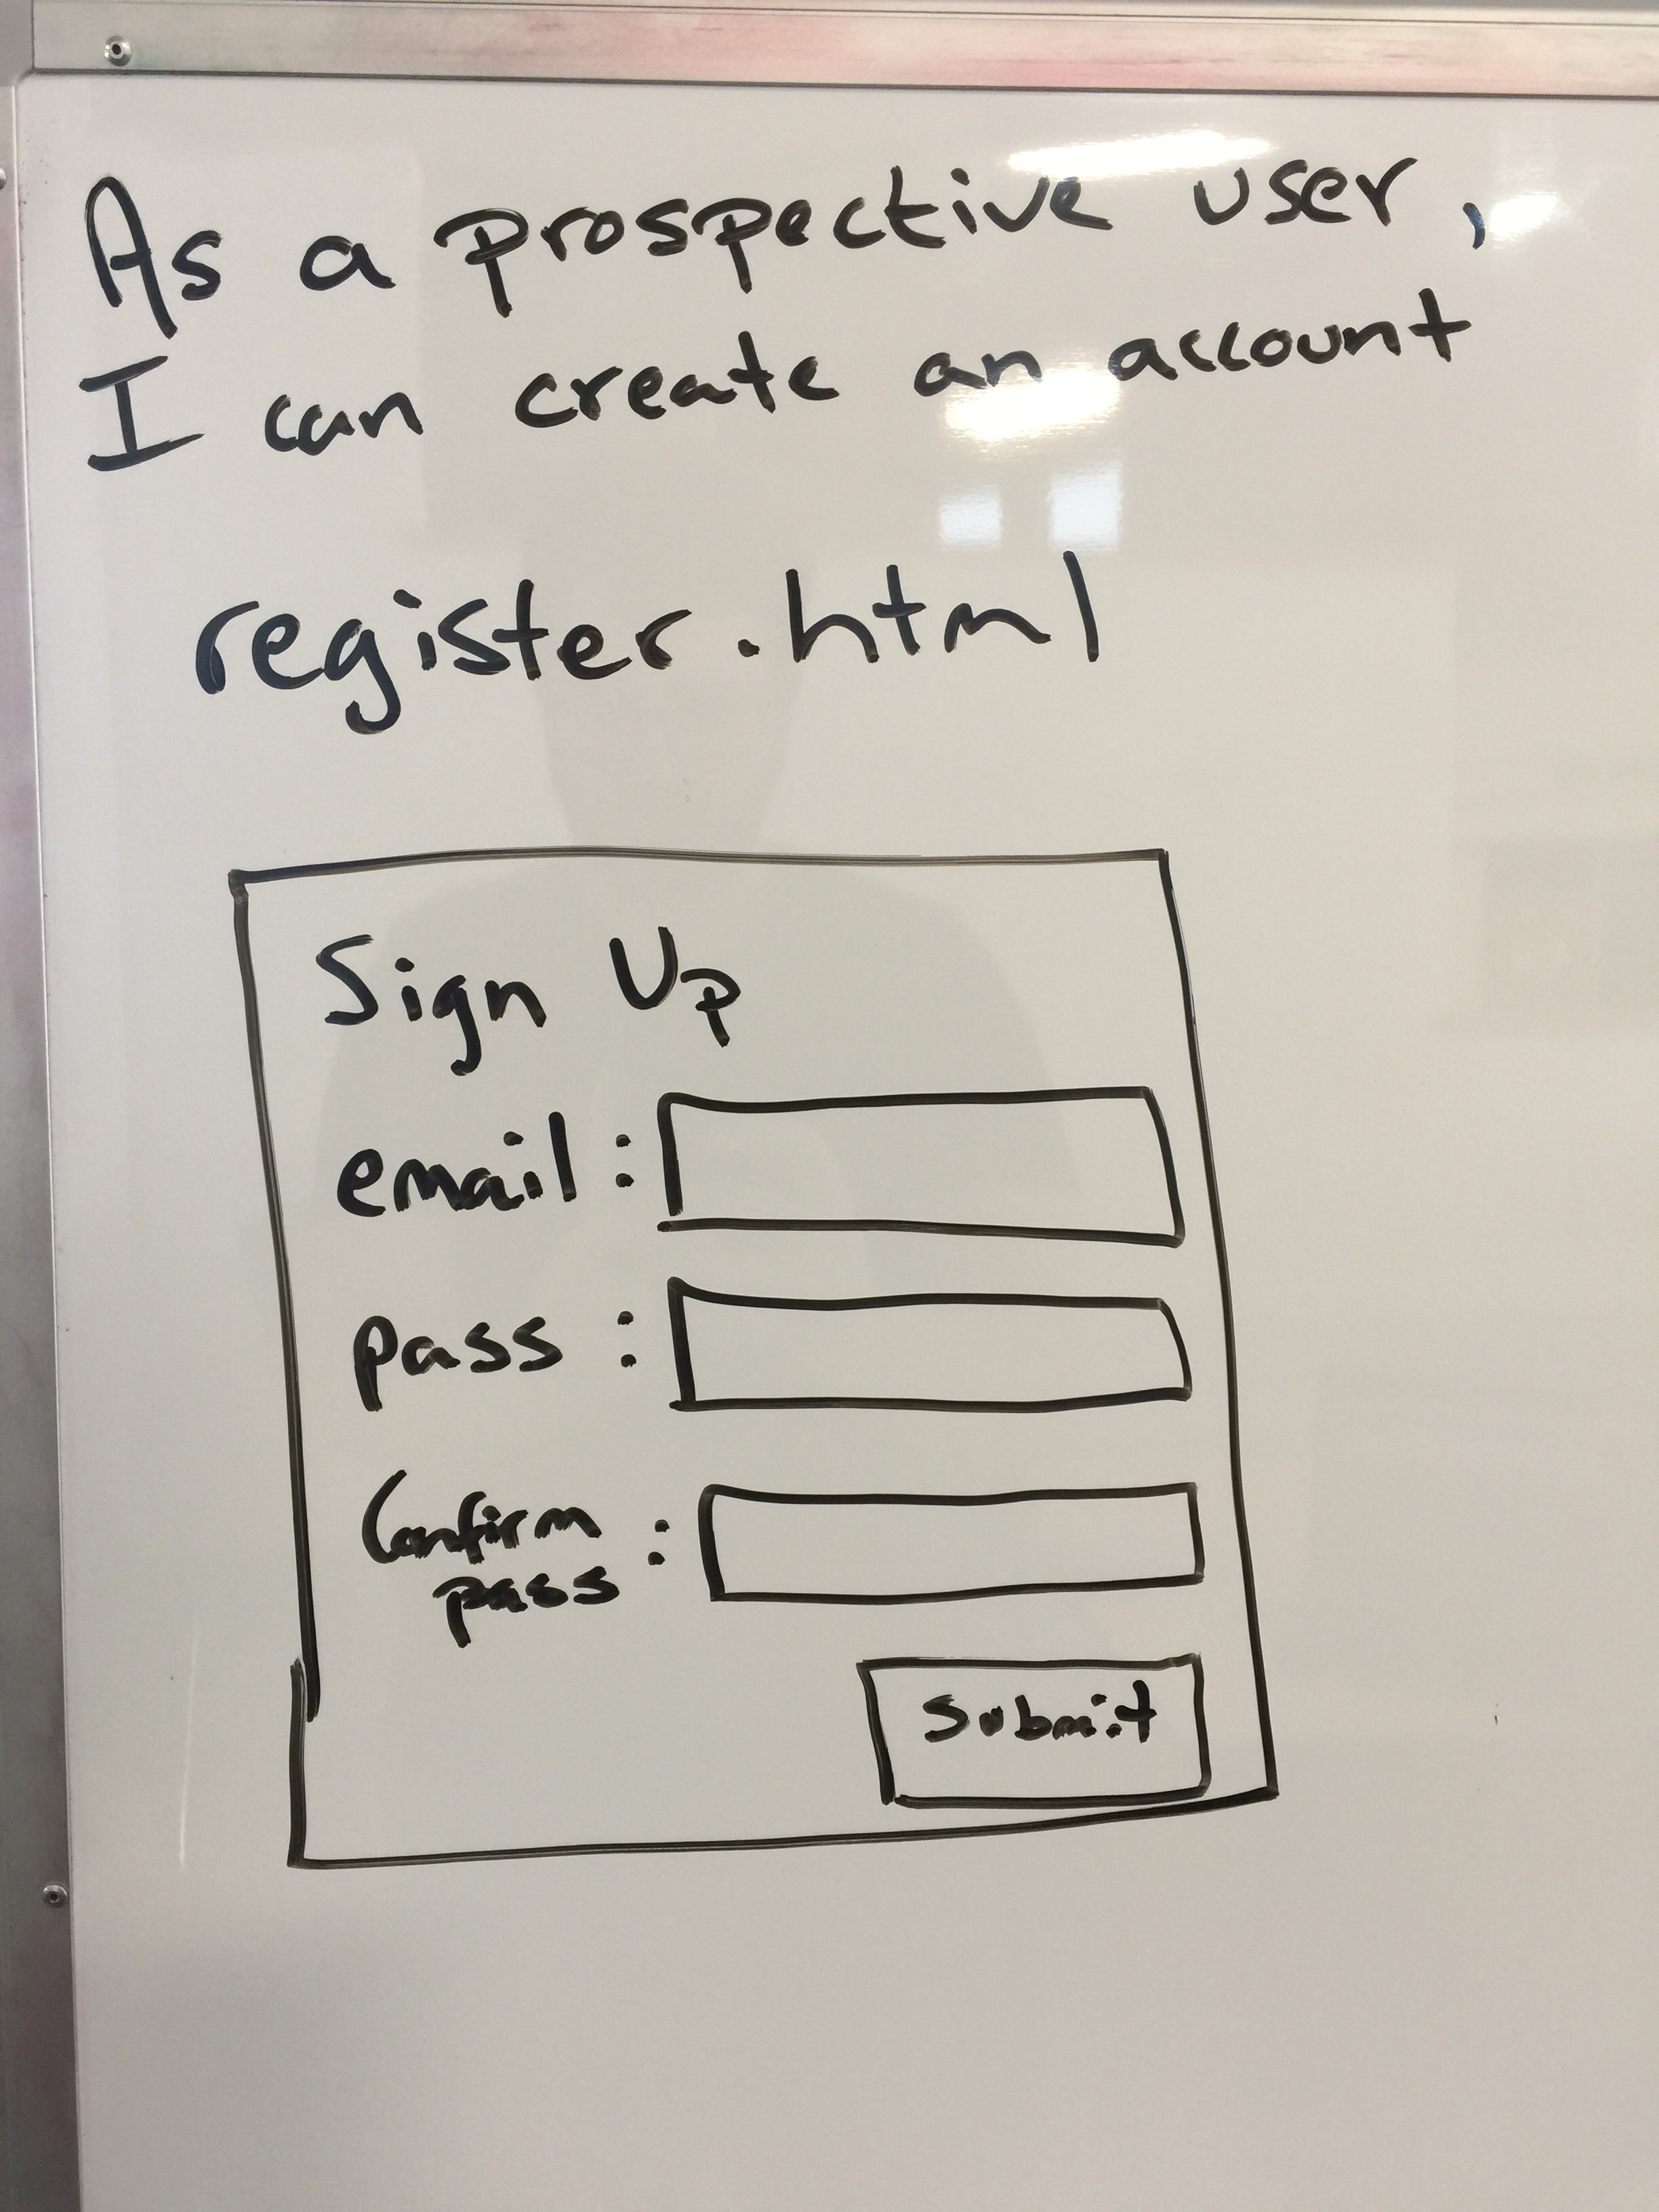 As a prospective user,
I can create an account
register.html
Sign Up
email:
pass:
Confirm
pass:
Submit